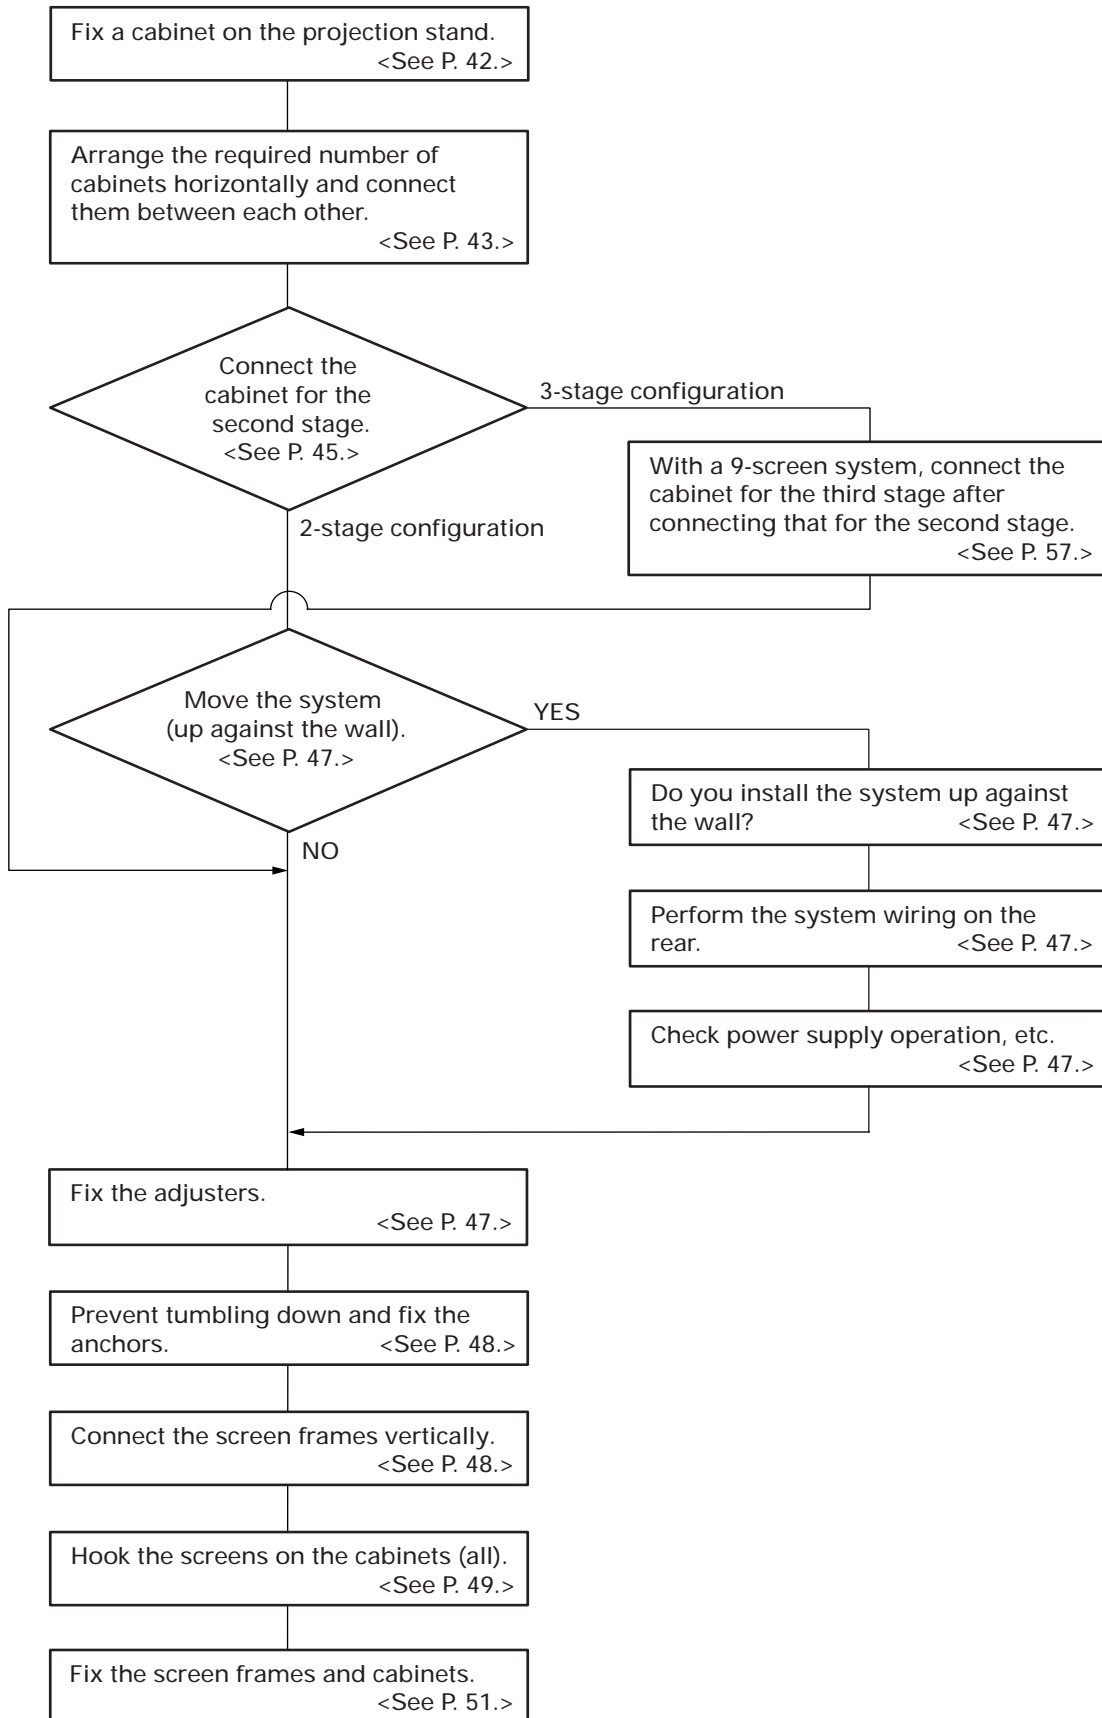 Fix a cabinet on the projection stand.
<See P. 42.>
Arrange the required number of
cabinets horizontally and connect
them between each other.
<See P. 43.>
Connect the
cabinet for the
second stage.
<See P. 45.>
3-stage configuration
With a 9-screen system, connect the
cabinet for the third stage after
connecting that for the second stage.
<See P. 57.>
2-stage configuration
Move the system
(up against the wall).
<See P. 47.>
YES
Do you install the system up against
the wall? <See P. 47.>
NO
Perform the system wiring on the
rear. <See P. 47.>
Check power supply operation, etc.
<See P. 47.>
Fix the adjusters.
<See P. 47.>
Prevent tumbling down and fix the
anchors. <See P. 48.>
Connect the screen frames vertically.
<See P. 48.>
Hook the screens on the cabinets (all).
<See P. 49.>
Fix the screen frames and cabinets.
<See P. 51.>